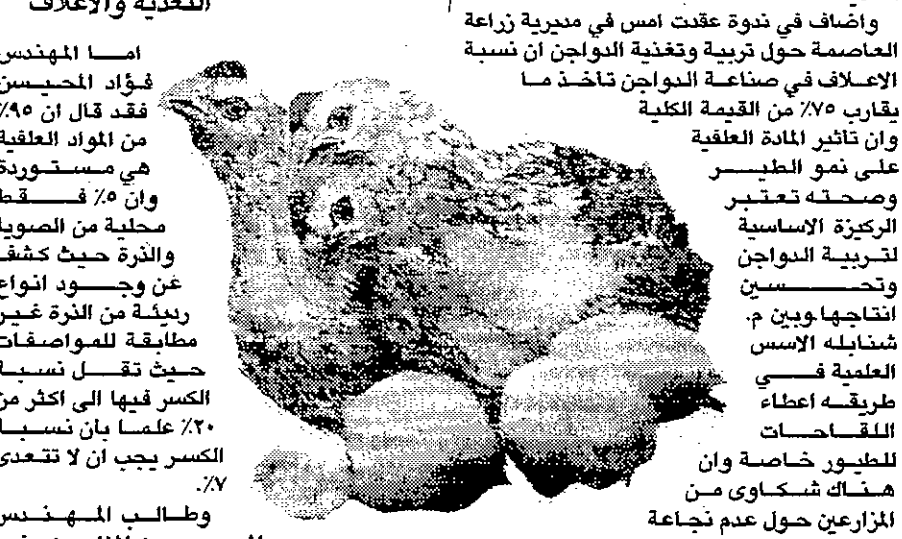 واضاف في ندوة عقدت امس في مديرية زراعة
العاصمة حول تربية وتغذية الدواجن ان نسبة
الاعلاف في صناعة الدواجن تاخذ ما
يقارب ٧٥٪ من القيمة الكلية
وان تاثير المادة العلفية
على نمو الطير
وصحته تعتبر
الركيزة الاساسية
لتربية الدواجن
وتحسين
انتاجها وبين م.
شنابله الاسس
العلمية في
طريقه اعطاء
اللقاحات
للطيور خاصة وان
هناك شكاوى من
المزارعين حول عدم نجاعة
التغذية والاعلاف
اما المهندس
فؤاد المحيسن
فقد قال ان ٩٥٪
من المواد العلفية
هي مستوردة
وان ٥٪ فقط
محلية من الصويا
والذرة حيث كشف
عن وجود انواع
رديئة من الذرة غير
مطابقة للمواصفات
حيث تقل نسبة
الكسر فيها الى اكثر من
٢٠٪ علما بان نسبة
الكسر يجب ان لا تتعدى
٧٪.
وطالب المهندس